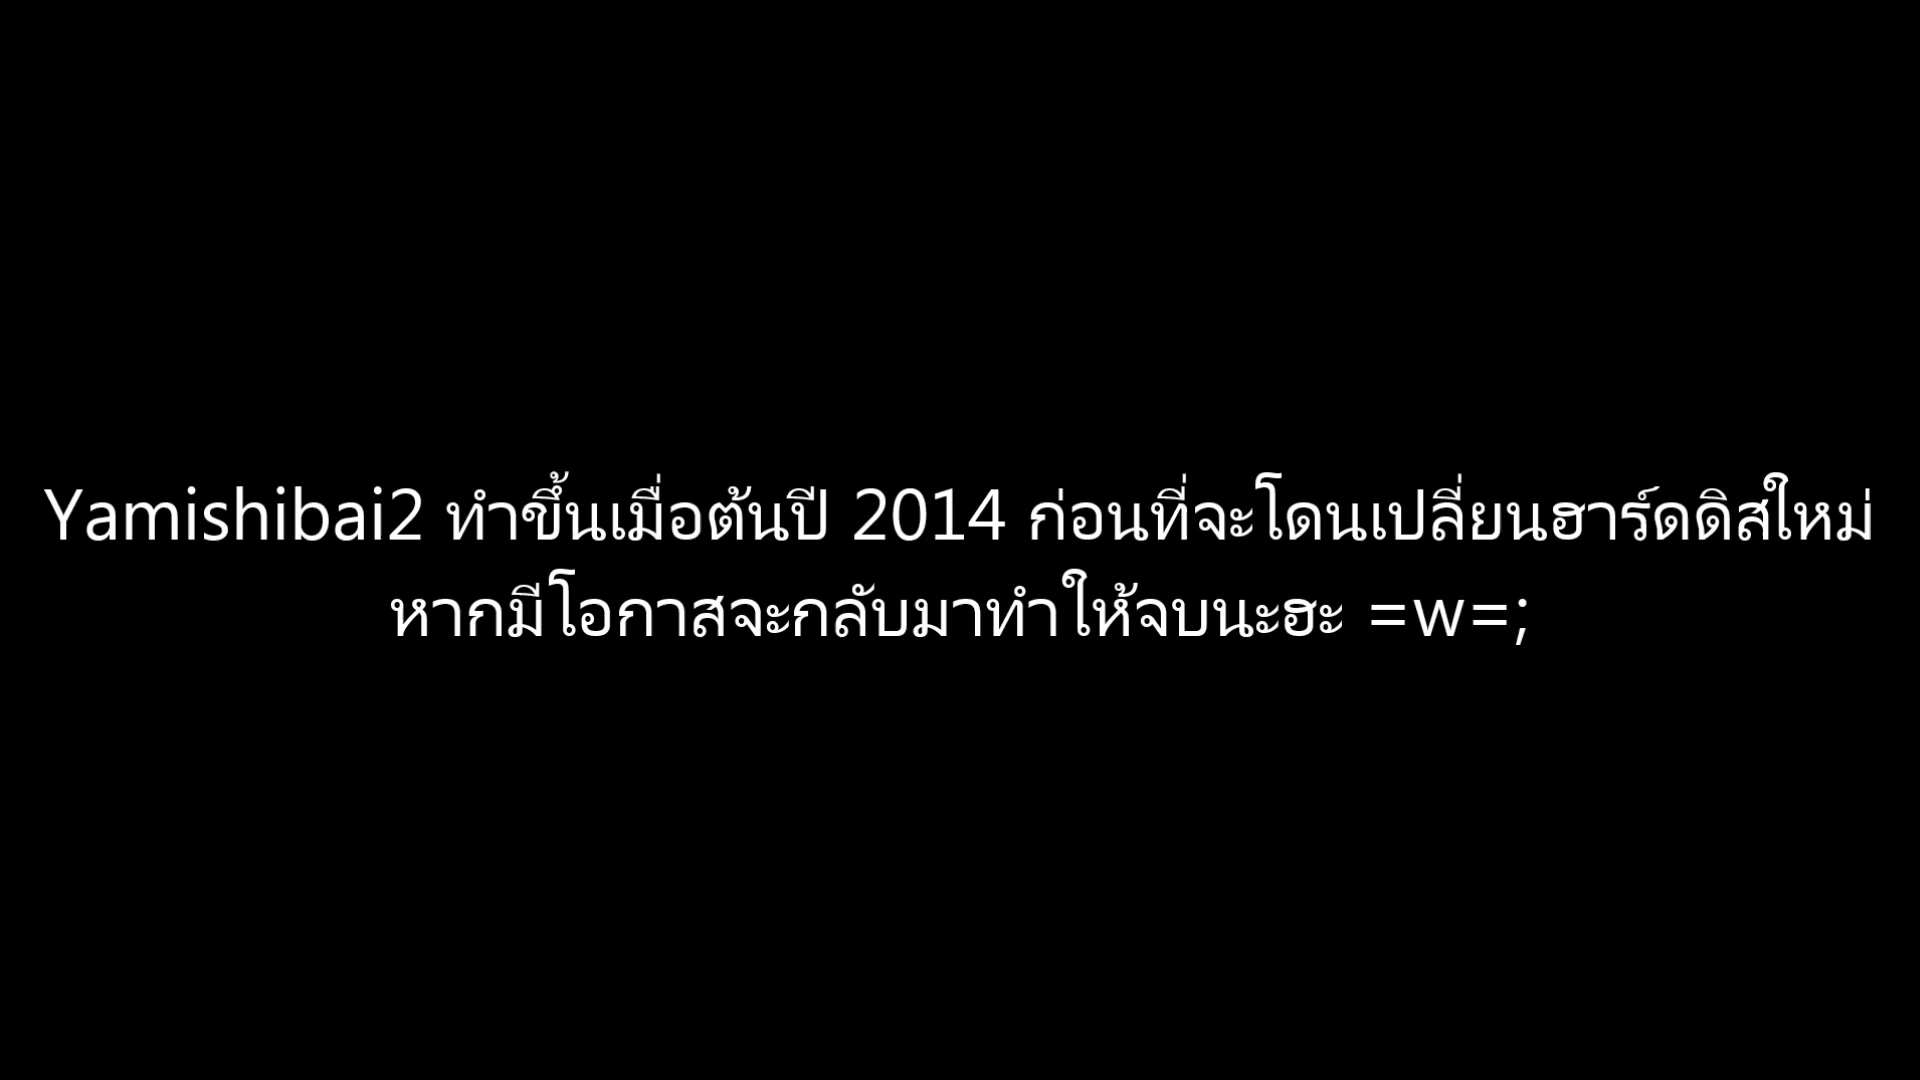 Yamishibai2 ทำขึ้นเมื่อต้นปี 2014 ก่อนที่จะโดนเปลี่ยนฮาร์ดดิสใหม่
หากมีโอกาสจะกลับมาทำให้จบนะฮะ =w=;